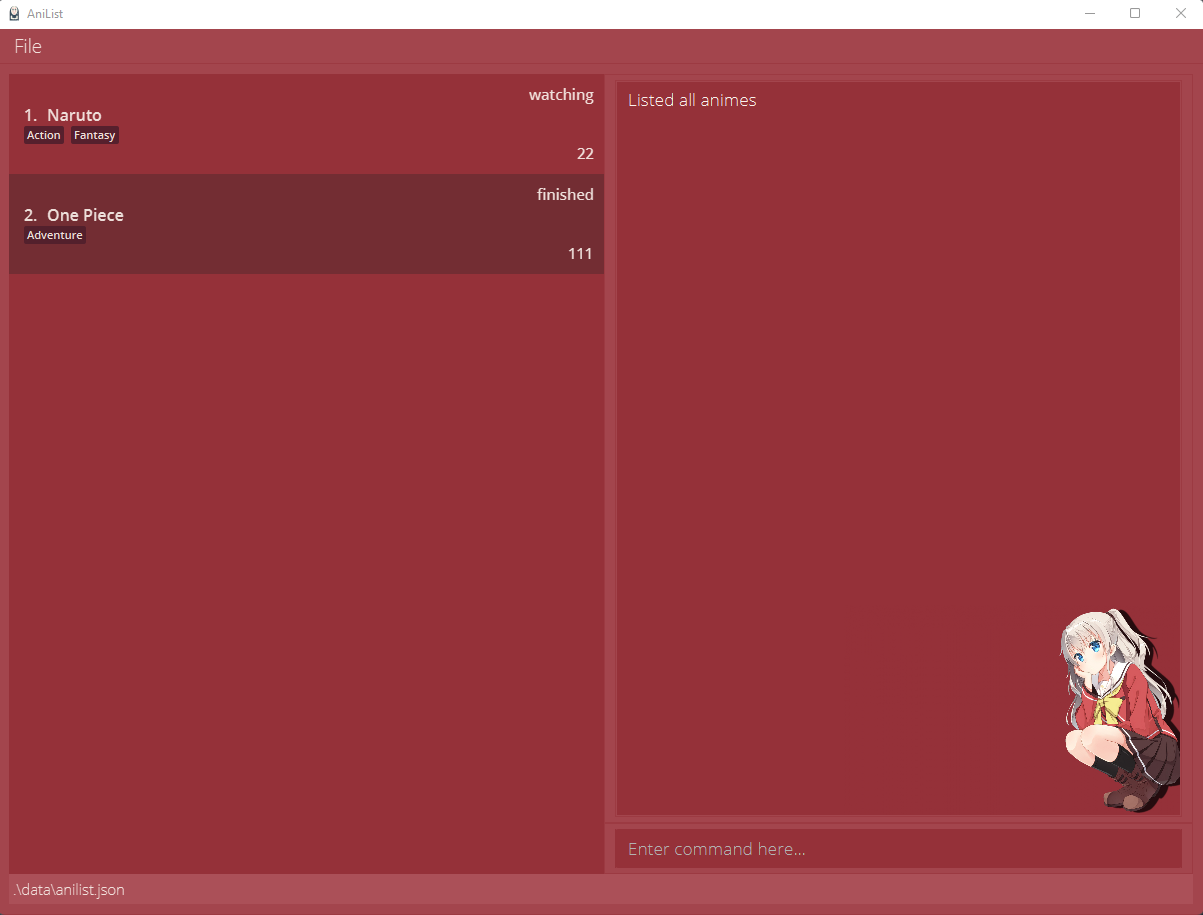 AniList
File
watching
1. Naruto
Action Fantasy
22
finished
2. One Piece
Adventure
111
Listed all animes
Enter command here...
.\data\anilist.json